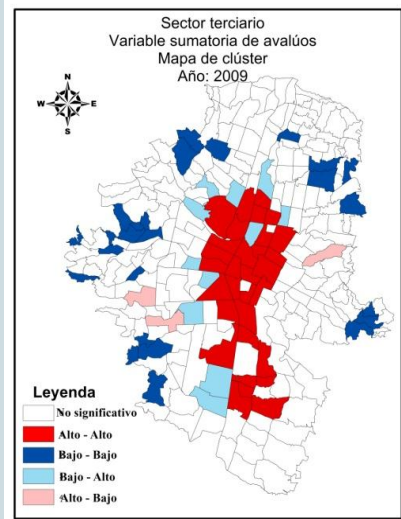 Sector terciario
Variable sumatoria de avalúos
Mapa de clúster
Año: 2009
N
W
E
S
Leyenda
No significativo
Alto - Alto
Bajo - Bajo
Bajo - Alto
Alto - Bajo